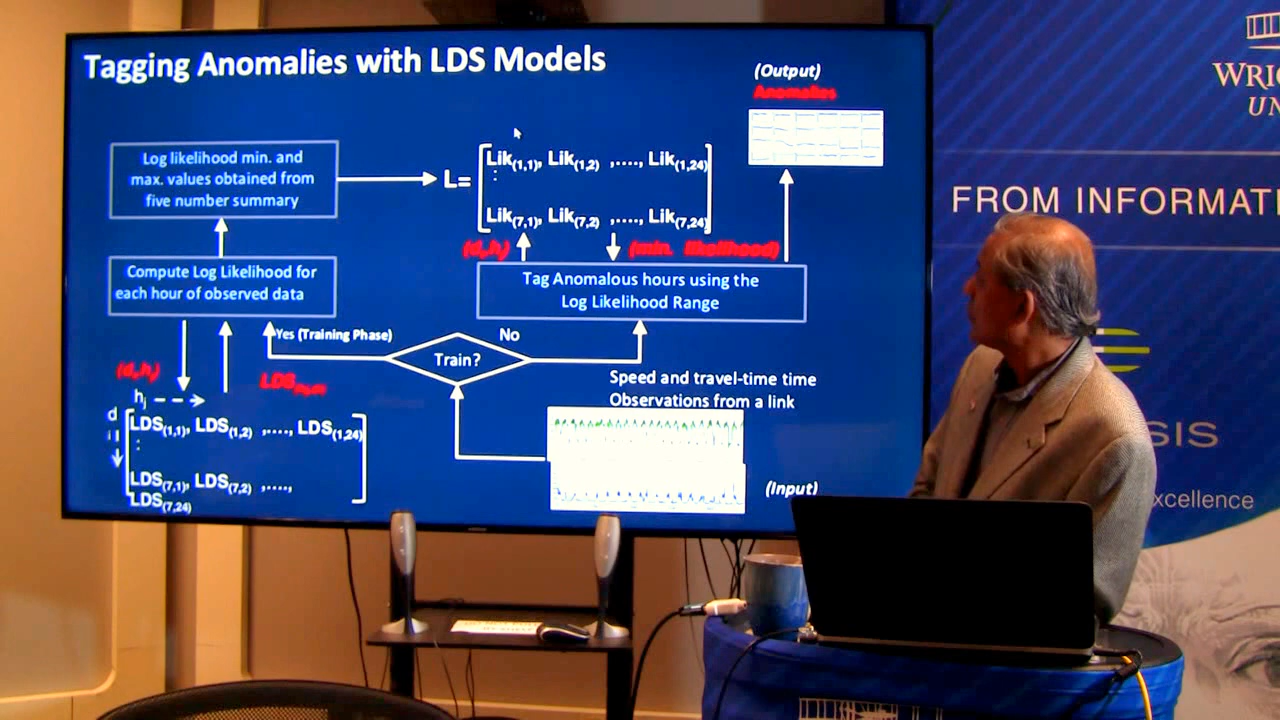 Tagging Anomalies with LDS Models
(Output)
Anomalies
Log likelihood min. and
max. values obtained from
five number summary
L=
Lik(1,1), Lik(1,2) ,...., Lik(1,24)
:
Lik(7,1), Lik(7,2) ,...., Lik(7,24)
(min. likelihood)
Compute Log Likelihood for
each hour of observed data
Tag Anomalous hours using the
Log Likelihood Range
Yes (Training Phase)
No
Train?
Speed and travel-time time
Observations from a link
hj
d
i
LDS(1,1), LDS(1,2) ,...., LDS(1,24)
:
LDS(7,1), LDS(7,2) ,....,
LDS(7,24)
(Input)
FROM INFORMATI
SIS
xcellence